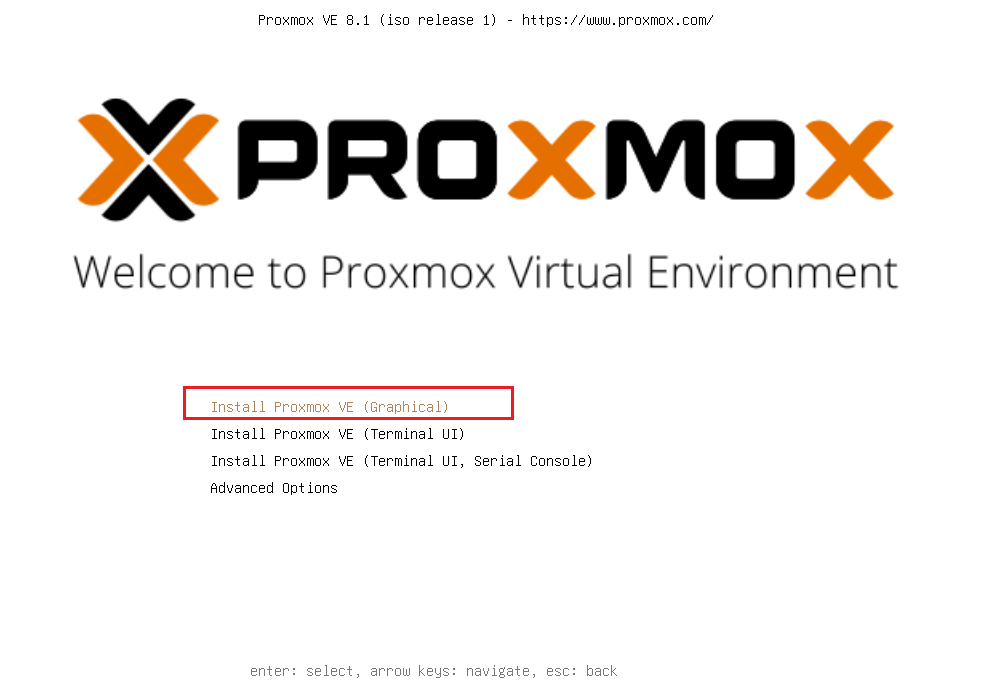 Proxmox VE 8.1 (iso release 1) - https://www.proxmox.com/
PROXMOX
Welcome to Proxmox Virtual Environment
Install Proxmox VE (Graphical)
Install Proxmox VE (Terminal UI)
Install Proxmox VE (Terminal UI, Serial Console)
Advanced Options
enter: select, arrow keys: navigate, esc: back